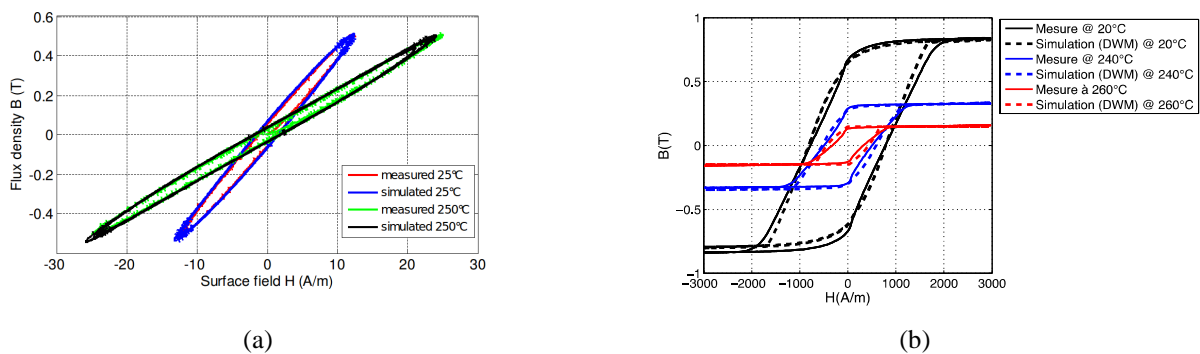 Flux density B (T)
0.6
0.4
0.2
0
-0.2
-0.4
-0.6
-30
-20
-10
0
10
20
30
Surface field H (A/m)
measured 25℃
simulated 25℃
measured 250℃
simulated 250℃
(a)
B(T)
1
0.5
0
−0.5
−1
−3000
−2000
−1000
0
1000
2000
3000
H(A/m)
Mesure @ 20°C
Simulation (DWM) @ 20°C
Mesure @ 240°C
Simulation (DWM) @ 240°C
Mesure à 260°C
Simulation (DWM) @ 260°C
(b)